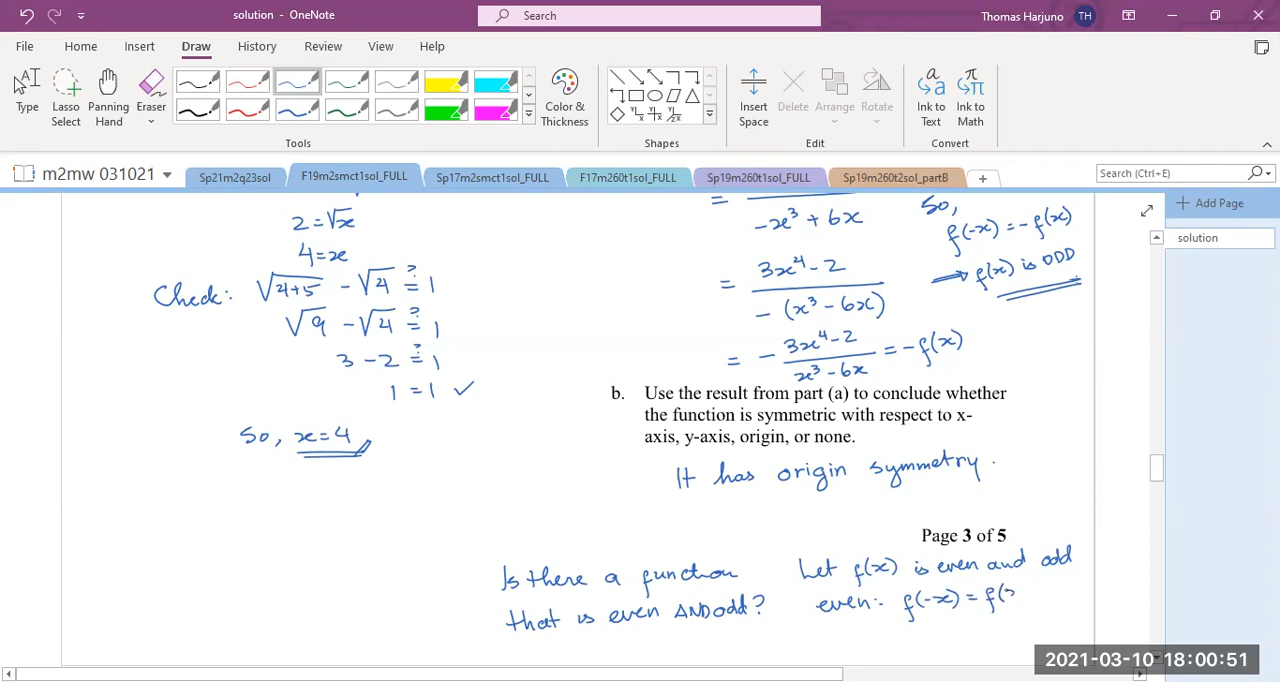 solution - OneNote
Search
Thomas Harjuno TH
File Home Insert Draw History Review View Help
Type
Lasso Select
Panning Hand
Eraser
Color & Thickness
Insert Space
Delete
Arrange
Rotate
Ink to Text
Ink to Math
Tools
Shapes
Edit
Convert
m2mw 031021
Sp21m2q23sol
F19m2smct1sol_FULL
Sp17m2smct1sol_FULL
F17m260t1sol_FULL
Sp19m260t1sol_FULL
Sp19m260t2sol_partB
Search (Ctrl+E)
Add Page
solution
2 = √x
4 = x
Check: √(4+5) - √4 ≟ 1
√9 - √4 ≟ 1
3 - 2 ≟ 1
1 = 1 ✓
So, x = 4
= / (-x³ + 6x)
= (3x⁴ - 2) / (-(x³ - 6x))
= - (3x⁴ - 2) / (x³ - 6x) = -f(x)
So,
f(-x) = -f(x)
⟹ f(x) is ODD
b. Use the result from part (a) to conclude whether
the function is symmetric with respect to x-
axis, y-axis, origin, or none.
It has origin symmetry.
Page 3 of 5
Is there a function
that is even AND odd?
Let f(x) is even and odd
even: f(-x) = f(
2021-03-10 18:00:51